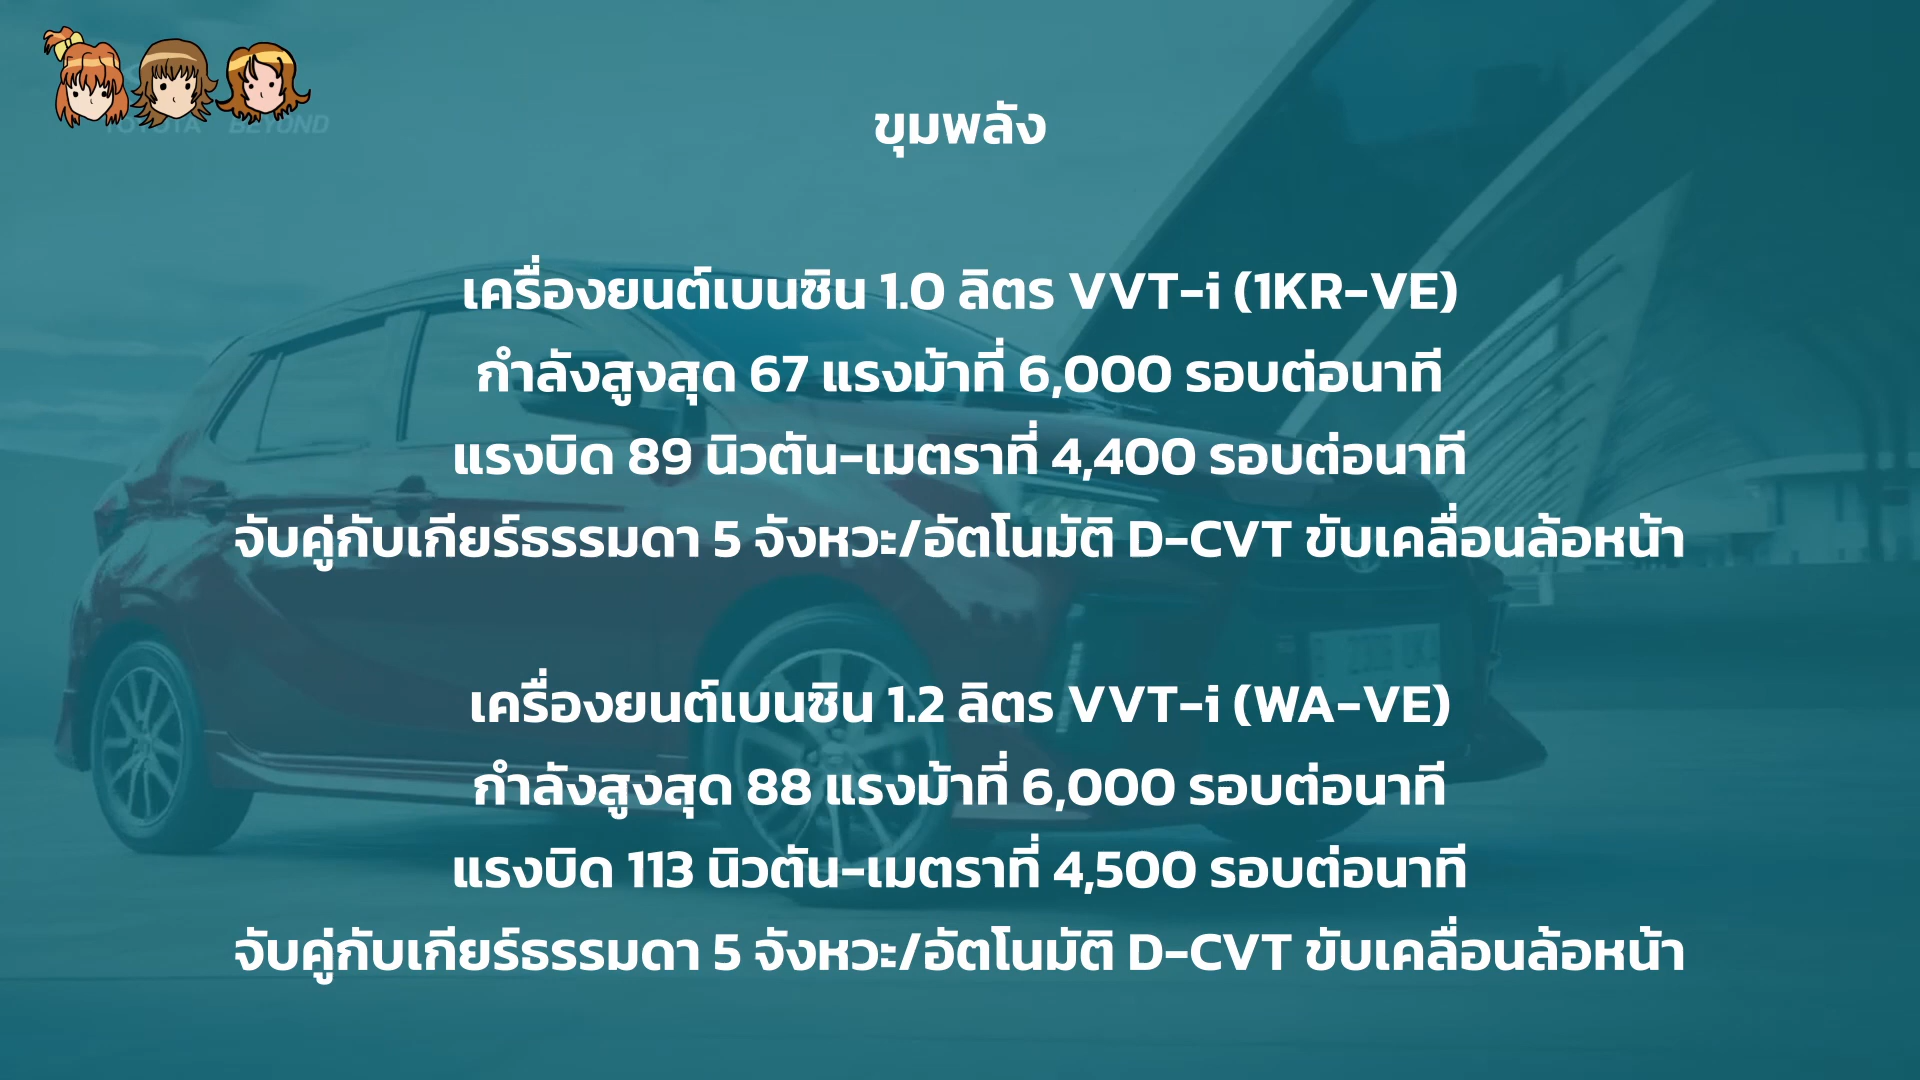 TOYOTA BEYOND
ขุมพลัง
เครื่องยนต์เบนซิน 1.0 ลิตร VVT-i (1KR-VE)
กำลังสูงสุด 67 แรงม้าที่ 6,000 รอบต่อนาที
แรงบิด 89 นิวตัน-เมตราที่ 4,400 รอบต่อนาที
จับคู่กับเกียร์ธรรมดา 5 จังหวะ/อัตโนมัติ D-CVT ขับเคลื่อนล้อหน้า
เครื่องยนต์เบนซิน 1.2 ลิตร VVT-i (WA-VE)
กำลังสูงสุด 88 แรงม้าที่ 6,000 รอบต่อนาที
แรงบิด 113 นิวตัน-เมตราที่ 4,500 รอบต่อนาที
จับคู่กับเกียร์ธรรมดา 5 จังหวะ/อัตโนมัติ D-CVT ขับเคลื่อนล้อหน้า